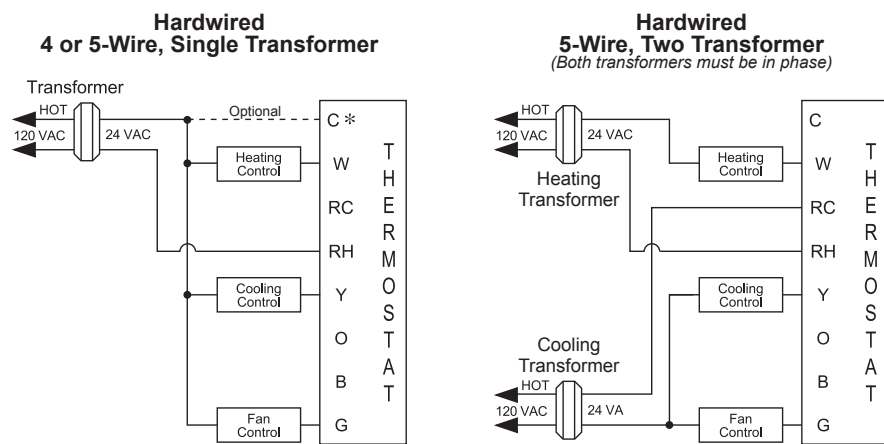 Hardwired
4 or 5-Wire, Single Transformer
Transformer
HOT
120 VAC
24 VAC
Optional
C *
Heating
Control
W
RC
RH
Cooling
Control
Y
O
B
Fan
Control
G
THERMOSTAT
Hardwired
5-Wire, Two Transformer
(Both transformers must be in phase)
HOT
120 VAC
24 VAC
Heating
Transformer
C
Heating
Control
W
RC
RH
Cooling
Control
Y
O
B
Cooling
Transformer
HOT
120 VAC
24 VA
Fan
Control
G
THERMOSTAT